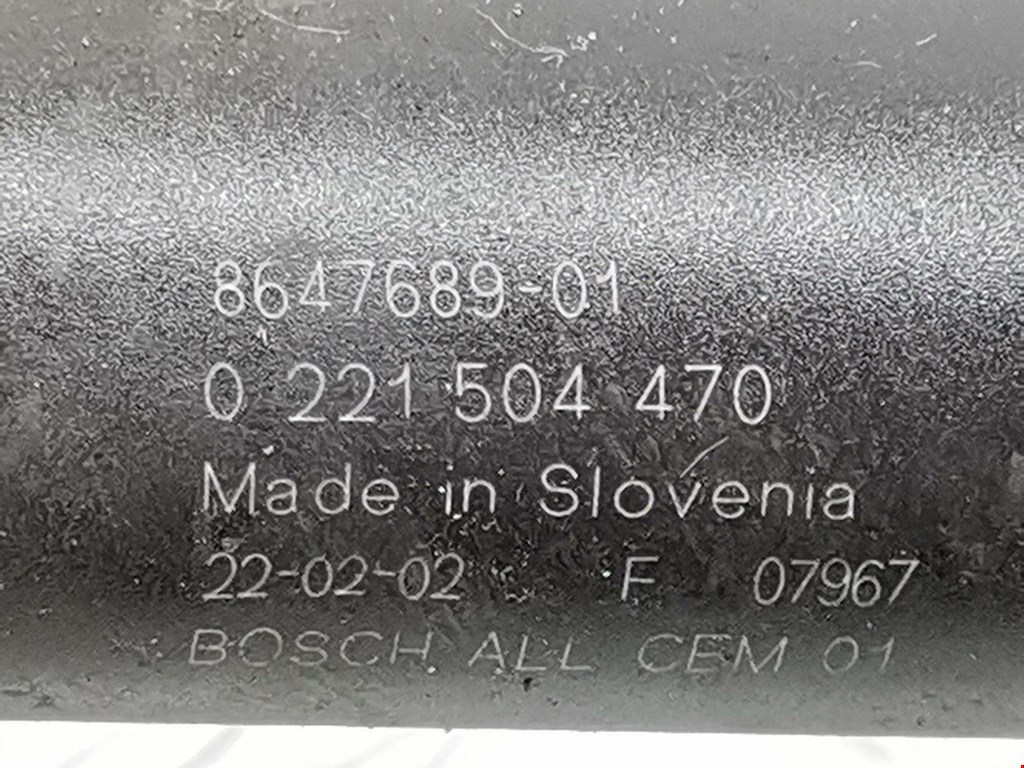 8647689-01
0 221 504 470
Made in Slovenia
22-02-02 F 07967
BOSCH ALL CEM 01